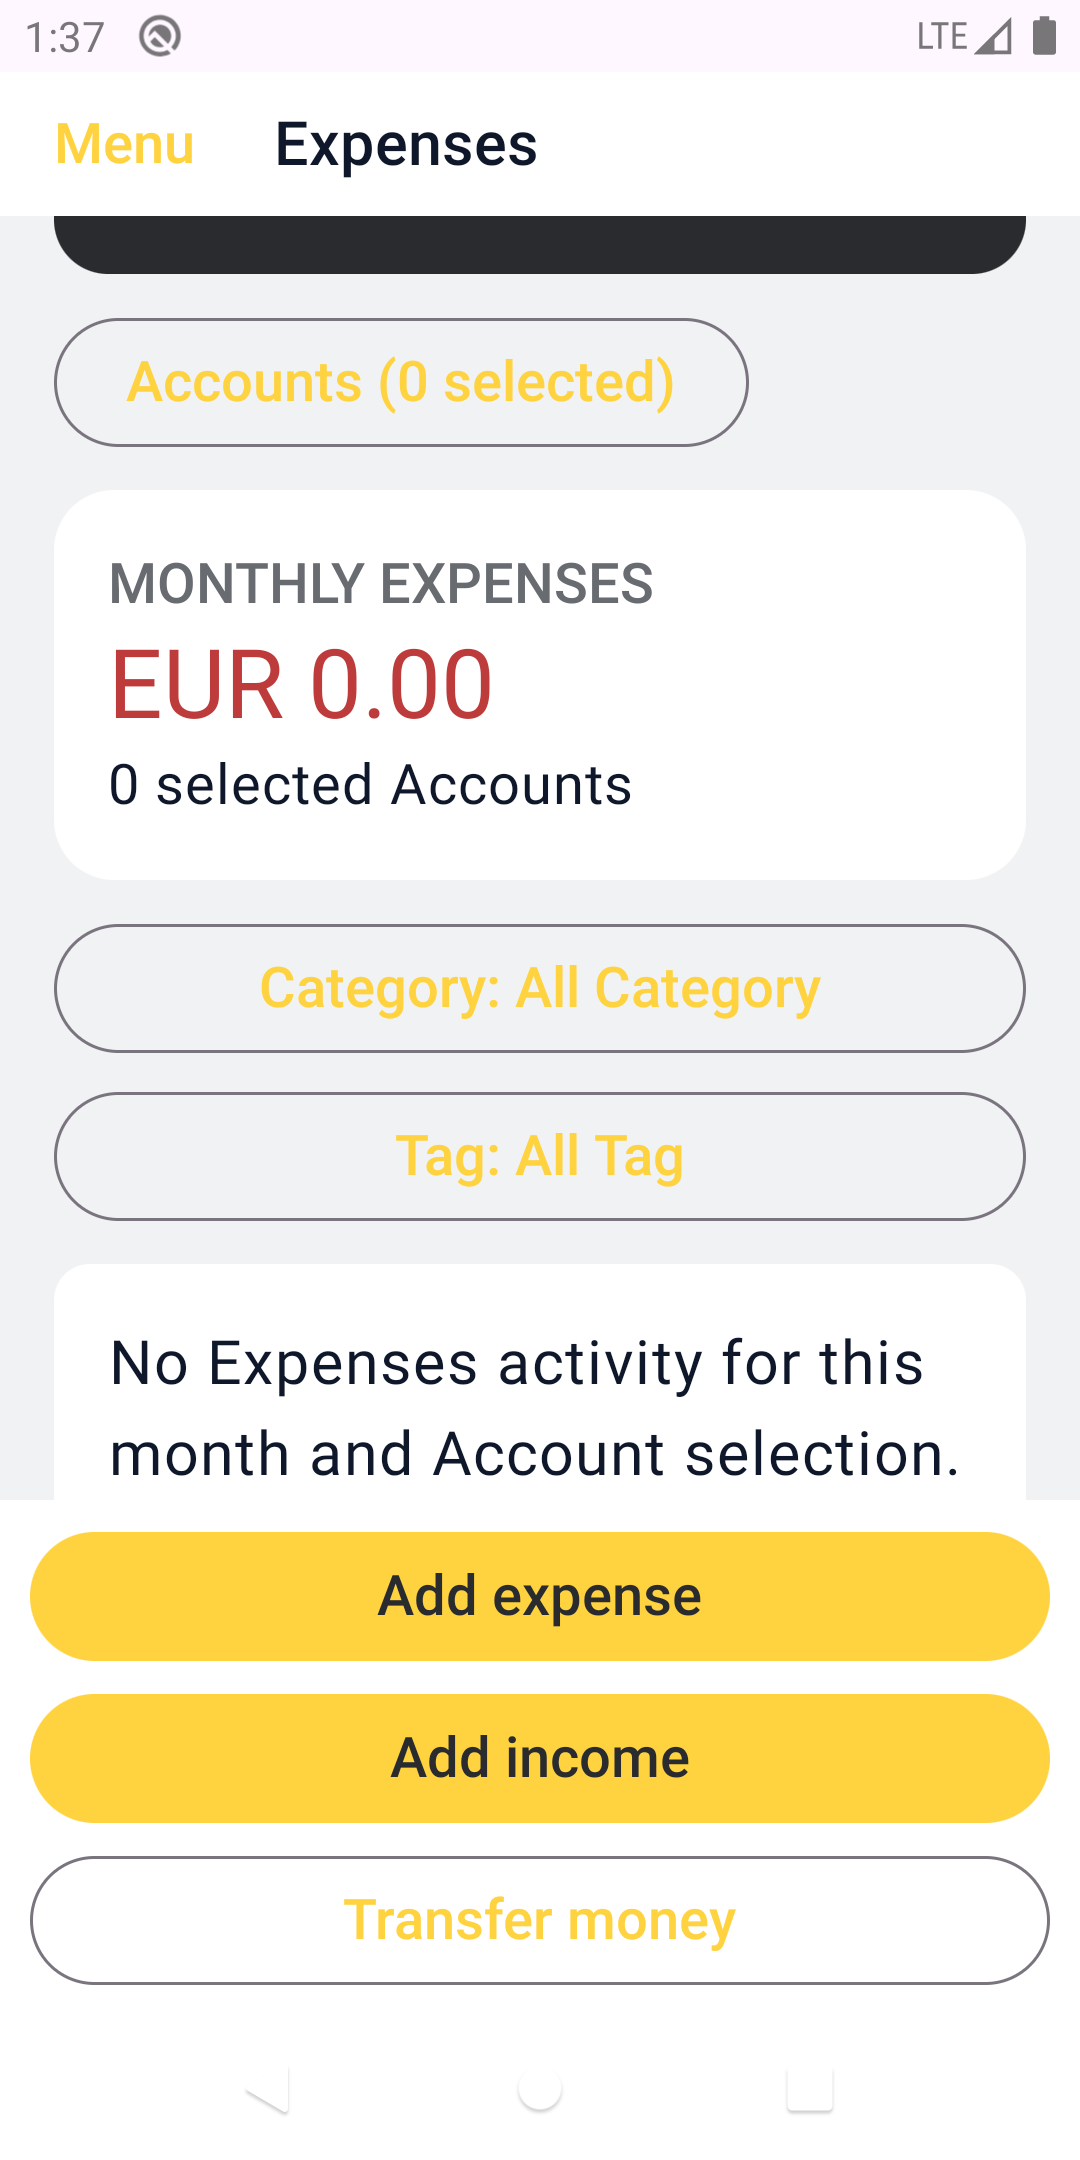 1:37
LTE
Menu
Expenses
Accounts (0 selected)
MONTHLY EXPENSES
EUR 0.00
0 selected Accounts
Category: All Category
Tag: All Tag
No Expenses activity for this
month and Account selection.
Add expense
Add income
Transfer money